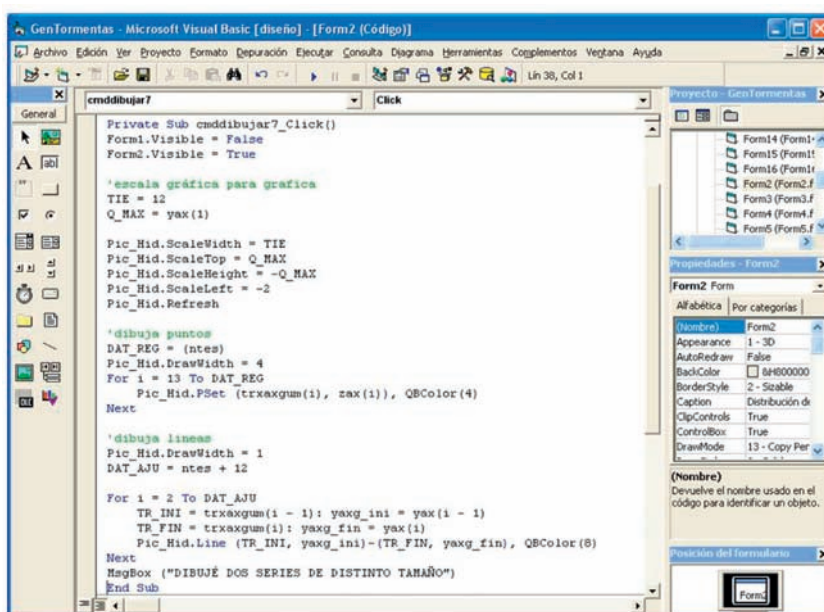 GenTormentas - Microsoft Visual Basic [diseño] - [Form2 (Código)]
Archivo Edición Ver Proyecto Formato Depuración Ejecutar Consulta Diagrama Herramientas Complementos Ventana Ayuda
Lín 38, Col 1
General
cmddibujar7
Click
Private Sub cmddibujar7_Click()
Form1.Visible = False
Form2.Visible = True
'escala gráfica para grafica
TIE = 12
Q_MAX = yax(1)
Pic_Hid.ScaleWidth = TIE
Pic_Hid.ScaleTop = Q_MAX
Pic_Hid.ScaleHeight = -Q_MAX
Pic_Hid.ScaleLeft = -2
Pic_Hid.Refresh
'dibuja puntos
DAT_REG = (ntes)
Pic_Hid.DrawWidth = 4
For i = 13 To DAT_REG
Pic_Hid.PSet (trxaxgum(i), zax(i)), QBColor(4)
Next
'dibuja lineas
Pic_Hid.DrawWidth = 1
DAT_AJU = ntes + 12
For i = 2 To DAT_AJU
TR_INI = trxaxgum(i - 1): yaxg_ini = yax(i - 1)
TR_FIN = trxaxgum(i): yaxg_fin = yax(i)
Pic_Hid.Line (TR_INI, yaxg_ini)-(TR_FIN, yaxg_fin), QBColor(8)
Next
MsgBox ("DIBUJÉ DOS SERIES DE DISTINTO TAMAÑO")
End Sub
Proyecto - GenTormentas
Form14 (Form1
Form15 (Form1
Form16 (Form1
Form2 (Form2.f
Form3 (Form3.f
Form4 (Form4.f
Form5 (Form5.f
Propiedades - Form2
Form2 Form
Alfabética Por categorías
(Nombre) Form2
Appearance 1 - 3D
AutoRedraw False
BackColor &H800000
BorderStyle 2 - Sizable
Caption Distribución de
ClipControls True
ControlBox True
DrawMode 13 - Copy Per
(Nombre)
Devuelve el nombre usado en el
código para identificar un objeto.
Posición del formulario
Form2